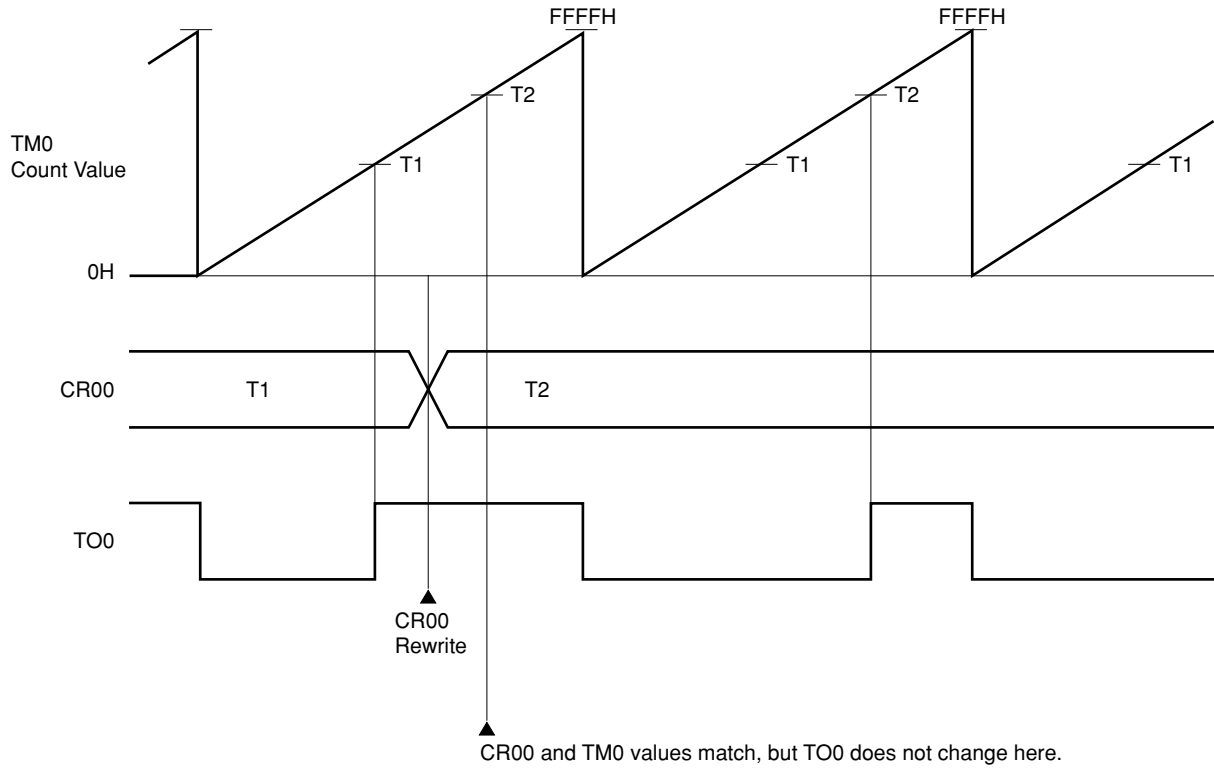 FFFFH
FFFFH
T2
T2
TM0
Count Value
T1
T1
T1
0H
CR00
T1
T2
TO0
CR00
Rewrite
CR00 and TM0 values match, but TO0 does not change here.